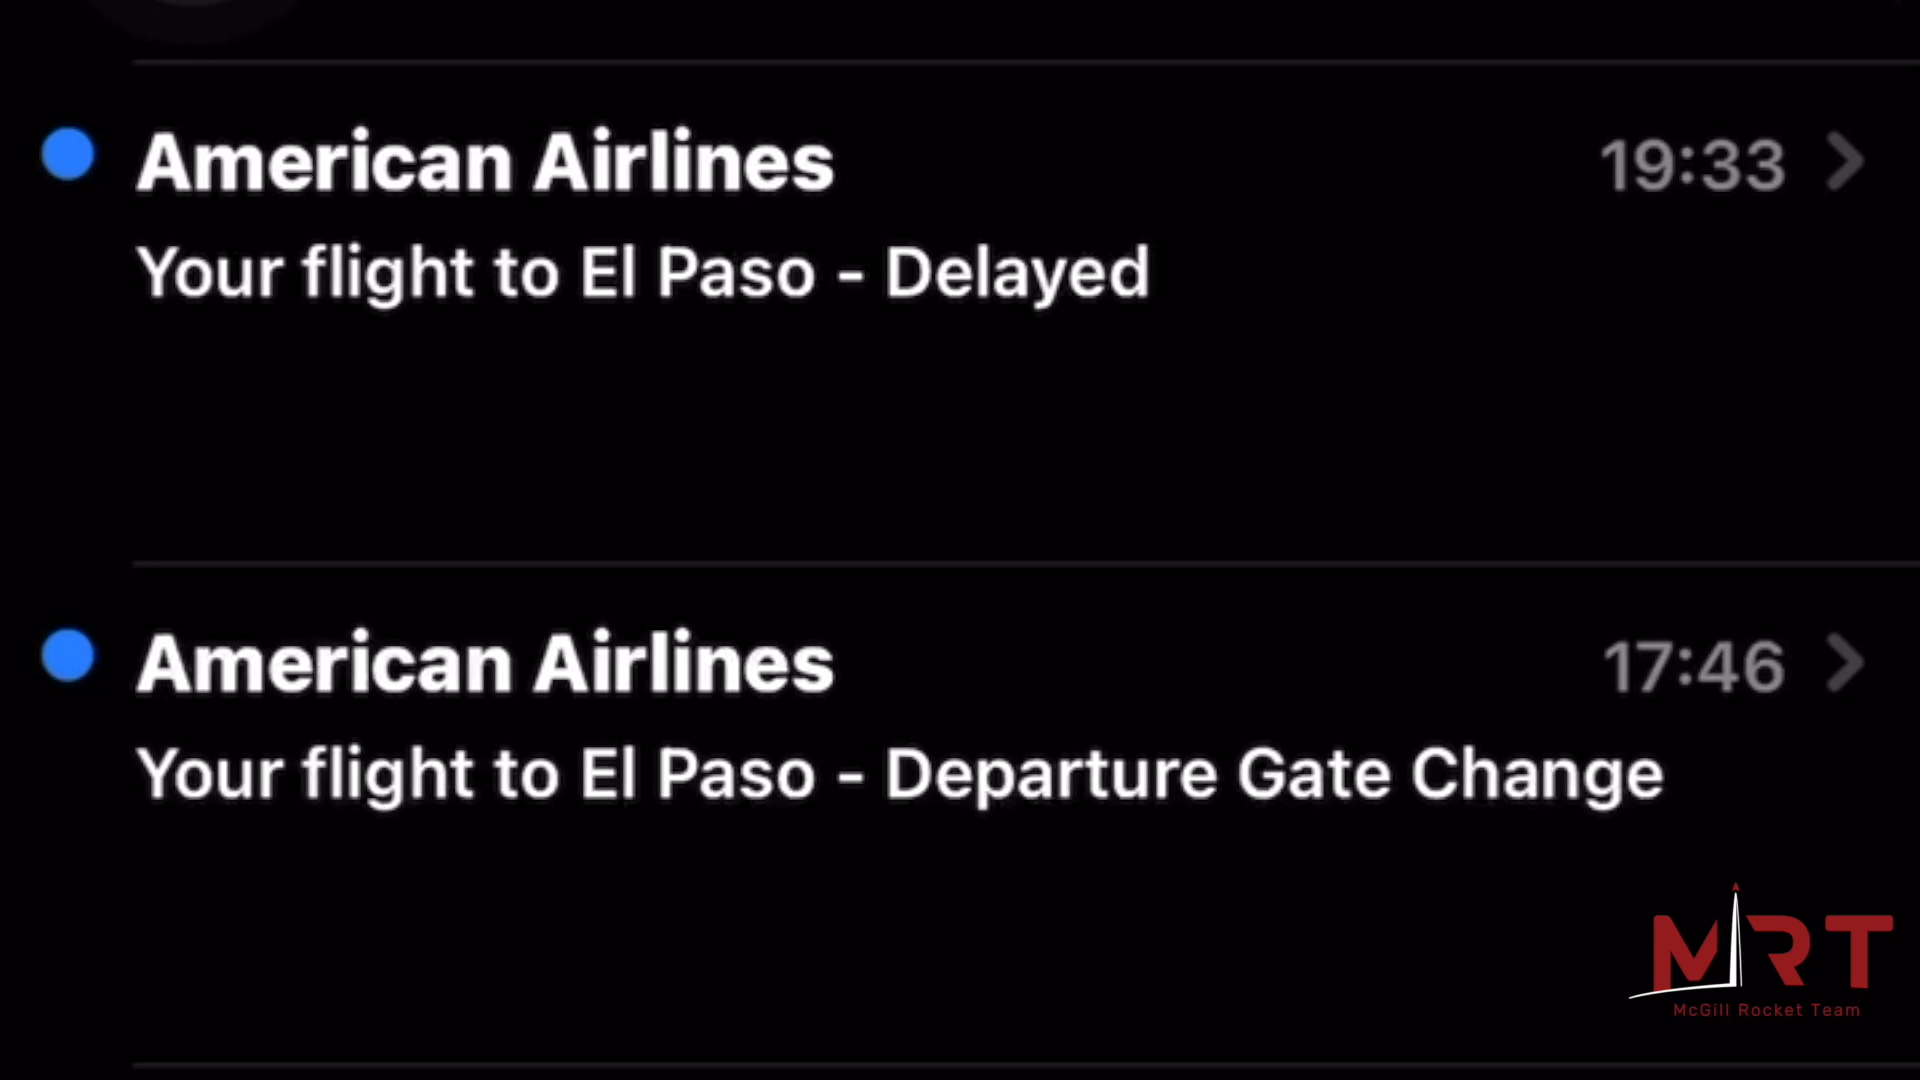 American Airlines
19:33
Your flight to El Paso - Delayed
American Airlines
17:46
Your flight to El Paso - Departure Gate Change
MRT
McGill Rocket Team